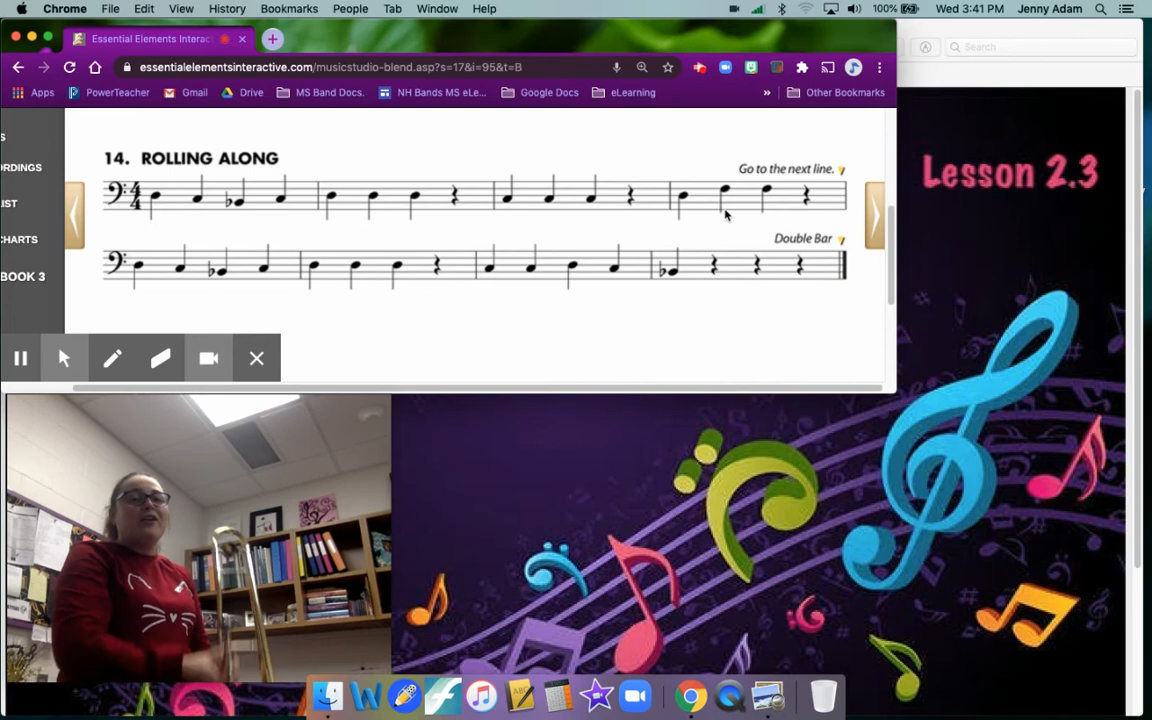 Chrome File Edit View History Bookmarks People Tab Window Help 100% Wed 3:41 PM Jenny Adam
Essential Elements Interac
essentialelementsinteractive.com/musicstudio-blend.asp?s=17&i=95&t=B
Search
Apps PowerTeacher Gmail Drive MS Band Docs. NH Bands MS eLe... Google Docs eLearning » Other Bookmarks
S
ORDINGS
IST
CHARTS
BOOK 3
14. ROLLING ALONG
Go to the next line.
4
4
Double Bar
Lesson 2.3